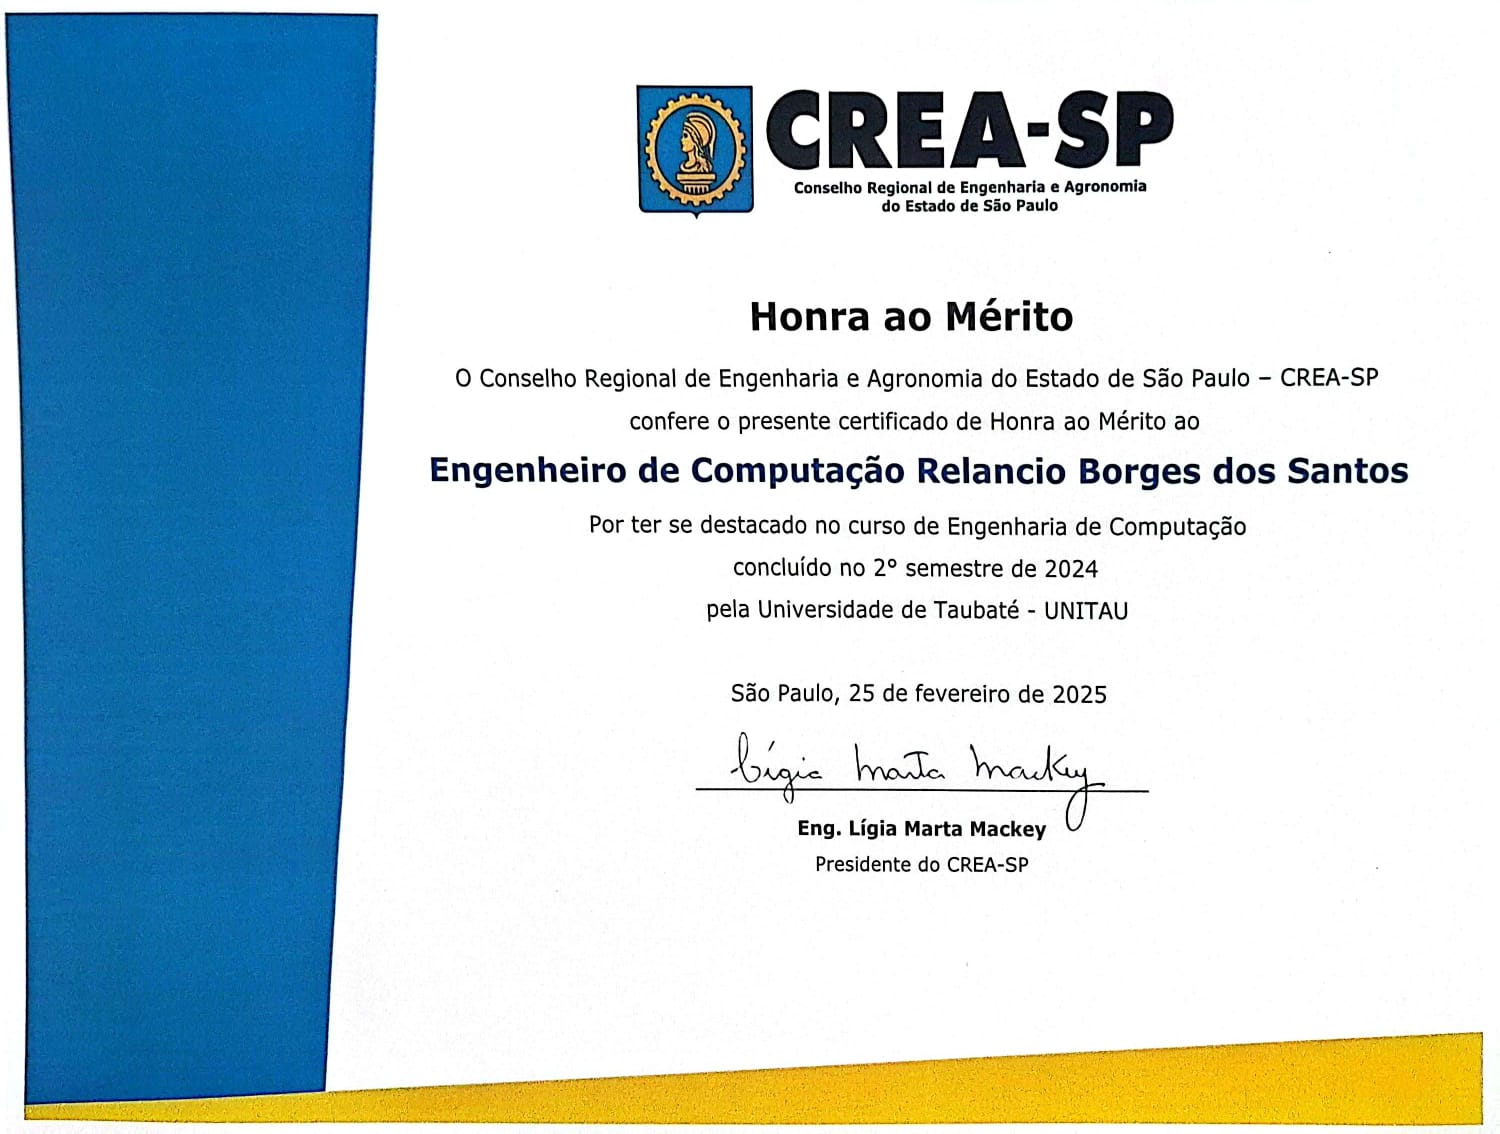 CREA-SP
Conselho Regional de Engenharia e Agronomia
do Estado de São Paulo
Honra ao Mérito
O Conselho Regional de Engenharia e Agronomia do Estado de São Paulo – CREA-SP
confere o presente certificado de Honra ao Mérito ao
Engenheiro de Computação Relancio Borges dos Santos
Por ter se destacado no curso de Engenharia de Computação
concluído no 2º semestre de 2024
pela Universidade de Taubaté - UNITAU
São Paulo, 25 de fevereiro de 2025
Lígia Marta Mackey
Eng. Lígia Marta Mackey
Presidente do CREA-SP